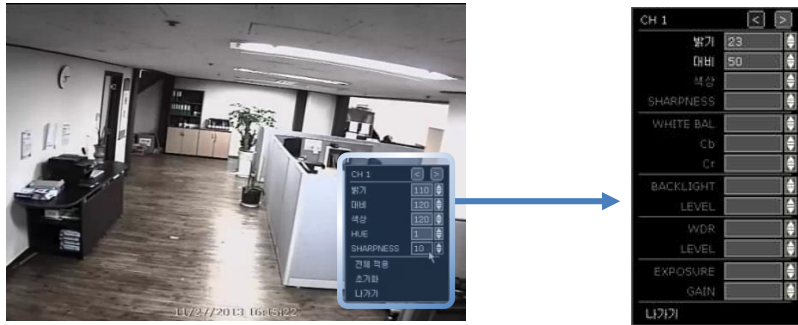 CH 1 < >
밝기 110
대비 120
색상 120
HUE 1
SHARPNESS 10
전체 적용
초기화
나가기
11/27/2013 16:15:22
CH 1 < >
밝기 23
대비 50
색상
SHARPNESS
WHITE BAL
Cb
Cr
BACKLIGHT
LEVEL
WDR
LEVEL
EXPOSURE
GAIN
나가기